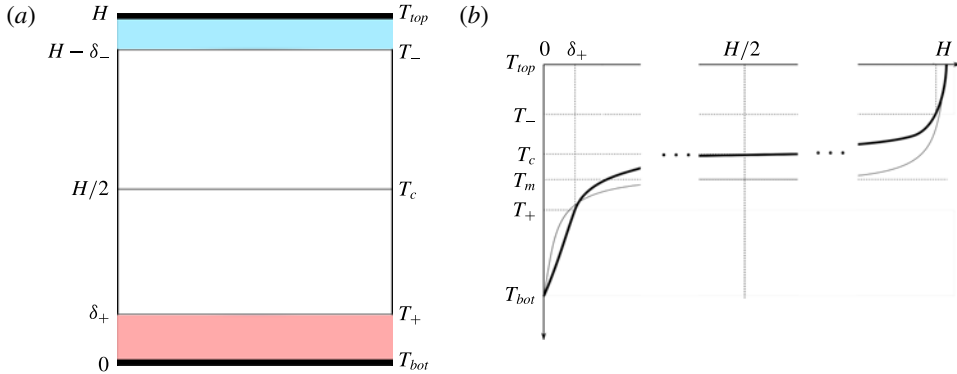 (a)
H T_top
H − δ_− T_−
H/2 T_c
δ_+ T_+
0 T_bot
(b)
0 δ_+ H/2 H
T_top
T_−
T_c
T_m
T_+
T_bot